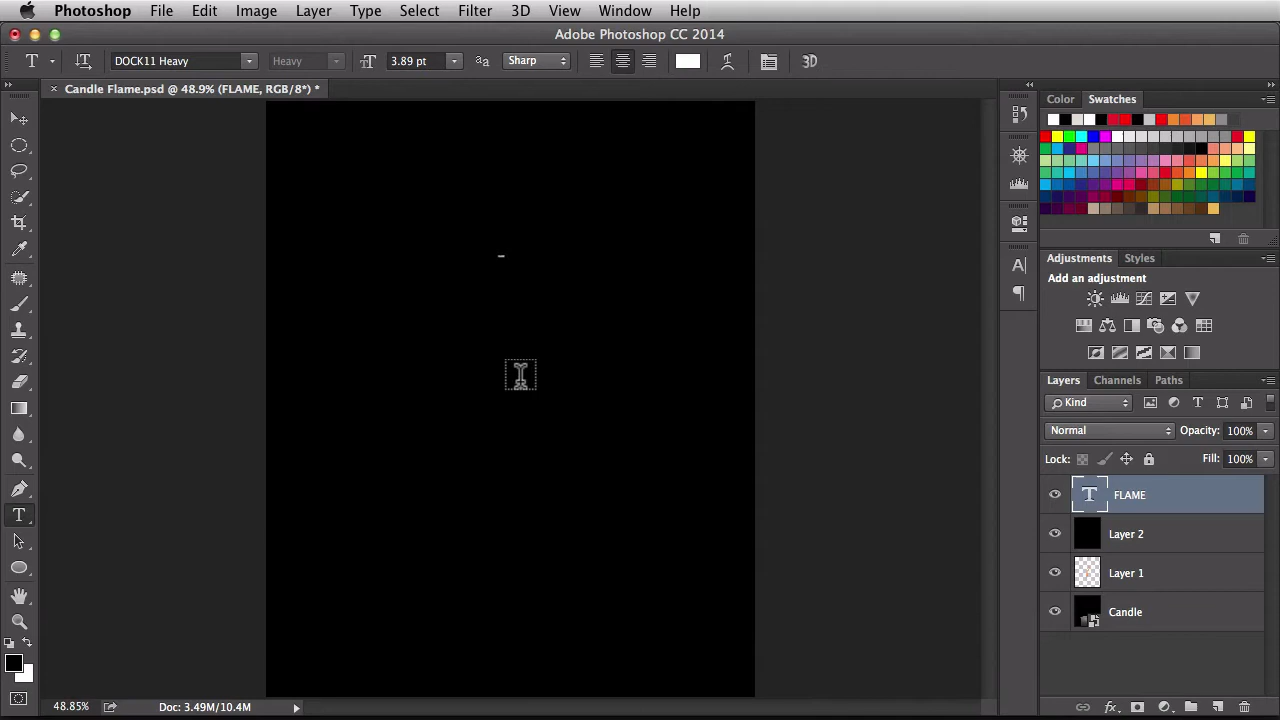 Photoshop File Edit Image Layer Type Select Filter 3D View Window Help
Adobe Photoshop CC 2014
T DOCK11 Heavy Heavy 3.89 pt Sharp 3D
× Candle Flame.psd @ 48.9% (FLAME, RGB/8*) *
Color Swatches
Adjustments Styles
Add an adjustment
Layers Channels Paths
Kind T
Normal Opacity: 100%
Lock: Fill: 100%
T FLAME
Layer 2
Layer 1
Candle
fx
48.85% Doc: 3.49M/10.4M